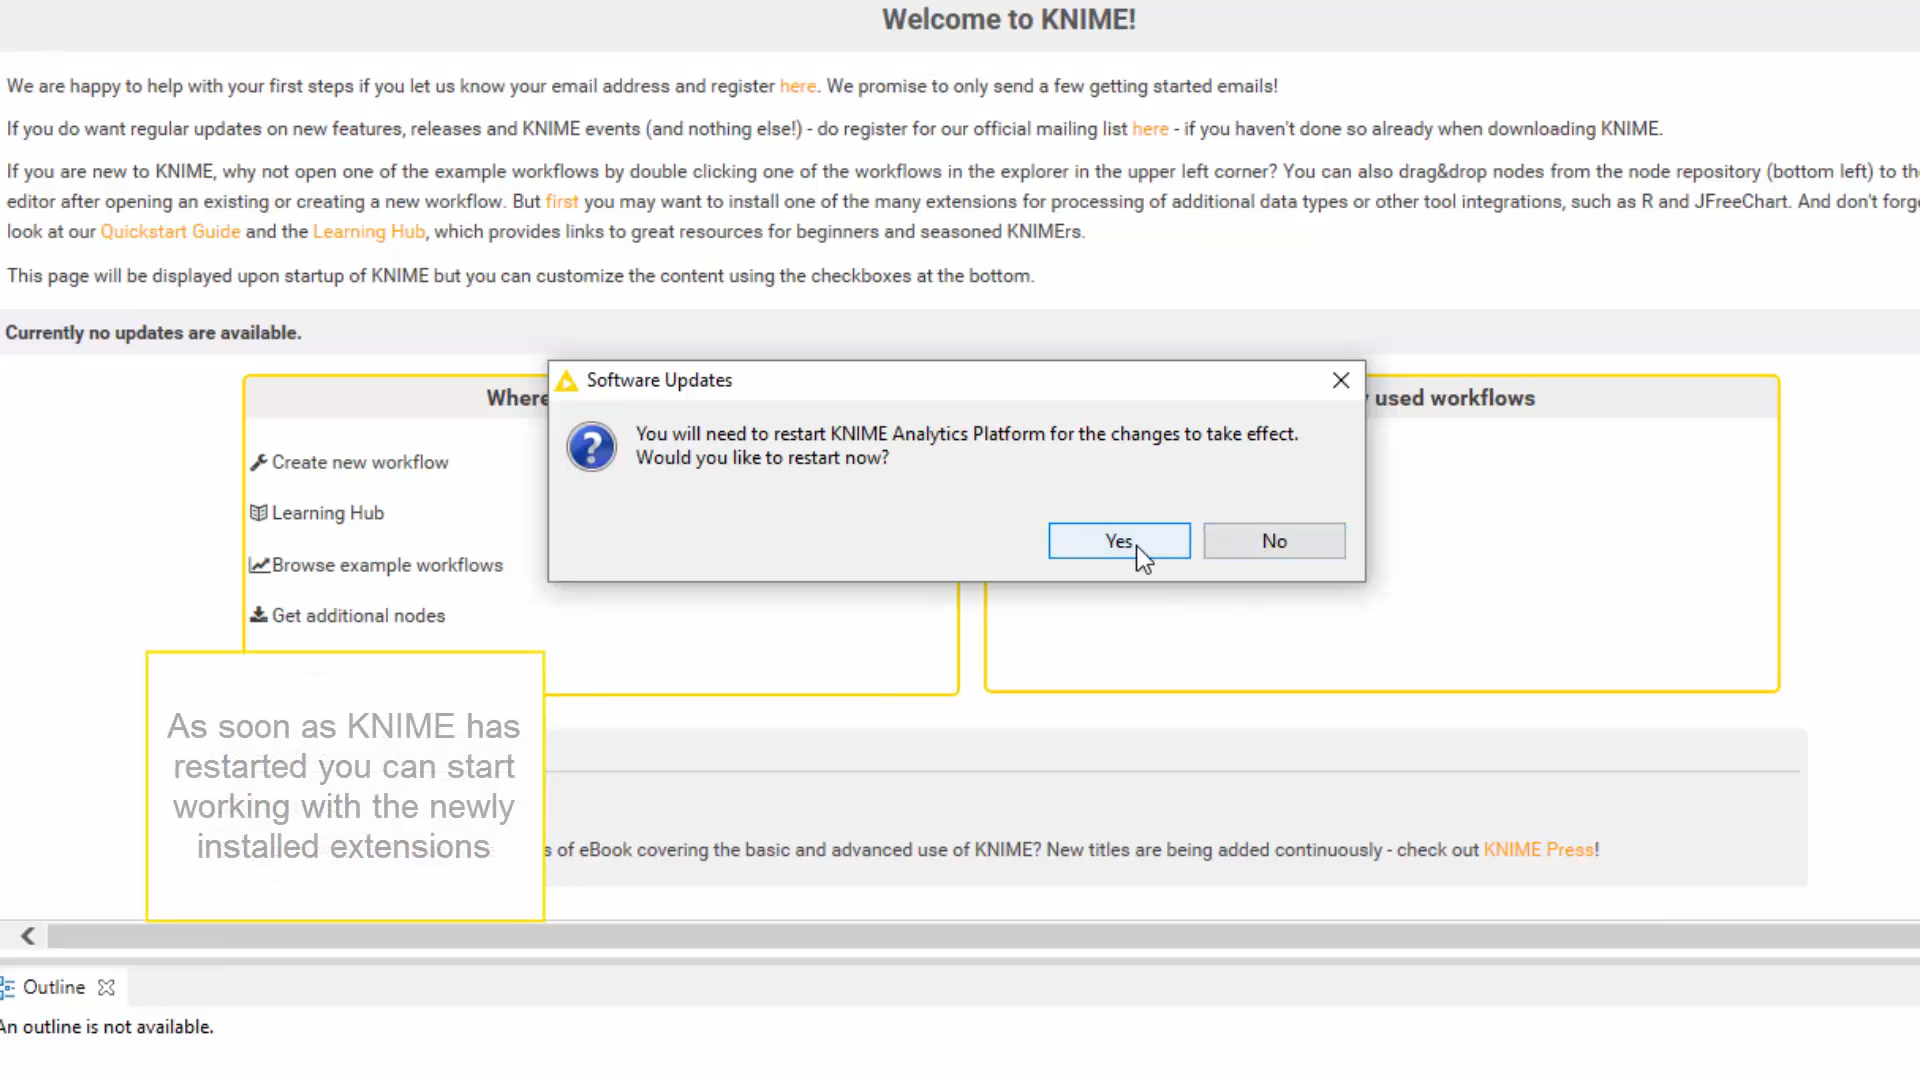 Welcome to KNIME!
We are happy to help with your first steps if you let us know your email address and register here. We promise to only send a few getting started emails!
If you do want regular updates on new features, releases and KNIME events (and nothing else!) - do register for our official mailing list here - if you haven't done so already when downloading KNIME.
If you are new to KNIME, why not open one of the example workflows by double clicking one of the workflows in the explorer in the upper left corner? You can also drag&drop nodes from the node repository (bottom left) to
editor after opening an existing or creating a new workflow. But first you may want to install one of the many extensions for processing of additional data types or other tool integrations, such as R and JFreeChart. And don't
look at our Quickstart Guide and the Learning Hub, which provides links to great resources for beginners and seasoned KNIMErs.
This page will be displayed upon startup of KNIME but you can customize the content using the checkboxes at the bottom.
Currently no updates are available.
Software Updates
Where
used workflows
You will need to restart KNIME Analytics Platform for the changes to take effect.
Would you like to restart now?
Create new workflow
Learning Hub
Yes
No
Browse example workflows
Get additional nodes
As soon as KNIME has
restarted you can start
working with the newly
installed extensions
of eBook covering the basic and advanced use of KNIME? New titles are being added continuously - check out KNIME Press!
Outline
An outline is not available.